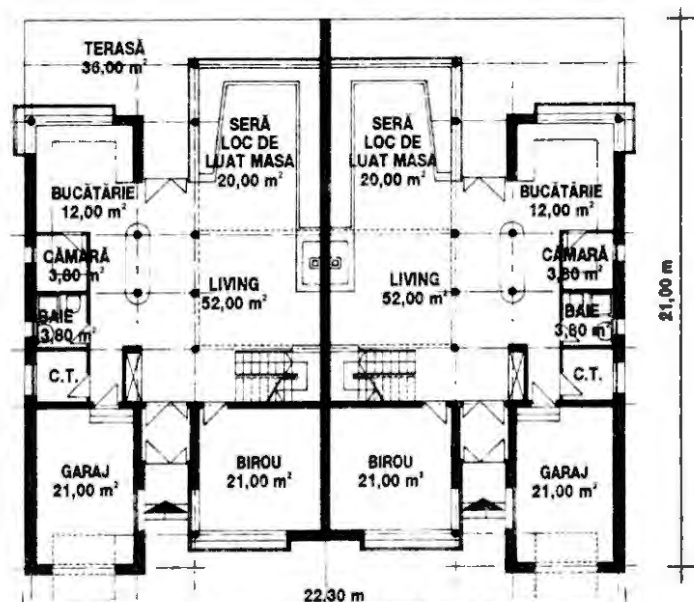 TERASĂ
36,00 m²
SERĂ
LOC DE
LUAT MASA
20,00 m²
SERĂ
LOC DE
LUAT MASA
20,00 m²
BUCĂTĂRIE
12,00 m²
BUCĂTĂRIE
12,00 m²
CĂMARĂ
3,80 m²
CĂMARĂ
3,80 m²
LIVING
52,00 m²
LIVING
52,00 m²
BAIE
3,80 m²
BAIE
3,80 m²
C.T.
C.T.
GARAJ
21,00 m²
BIROU
21,00 m²
BIROU
21,00 m²
GARAJ
21,00 m²
22,30 m
21,00 m